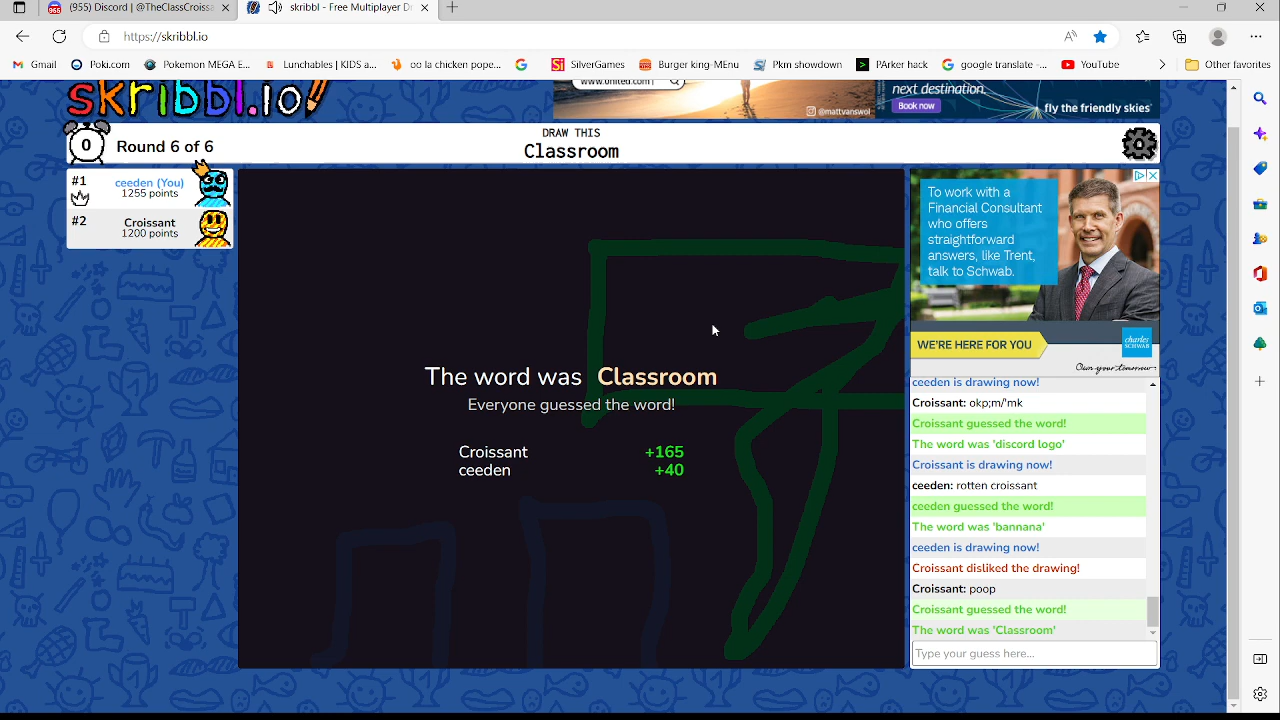 (955) Discord | @TheClassCroissa
skribbl - Free Multiplayer Dr
https://skribbl.io
Gmail
Poki.com
Pokemon MEGA E...
Lunchables | KIDS a...
oo la chicken pope...
SilverGames
Burger king-MEnu
Pkm showdown
PArker hack
google translate -...
YouTube
Other favorites
skribbl.io
www.united.com
@mattvanswol
next destination.
Book now
fly the friendly skies
0
Round 6 of 6
DRAW THIS
Classroom
#1
ceeden (You)
1255 points
#2
Croissant
1200 points
The word was Classroom
Everyone guessed the word!
Croissant +165
ceeden +40
To work with a
Financial Consultant
who offers
straightforward
answers, like Trent,
talk to Schwab.
WE'RE HERE FOR YOU
charles
SCHWAB
Own your tomorrow.
ceeden is drawing now!
Croissant: okp;m/'mk
Croissant guessed the word!
The word was 'discord logo'
Croissant is drawing now!
ceeden: rotten croissant
ceeden guessed the word!
The word was 'bannana'
ceeden is drawing now!
Croissant disliked the drawing!
Croissant: poop
Croissant guessed the word!
The word was 'Classroom'
Type your guess here...